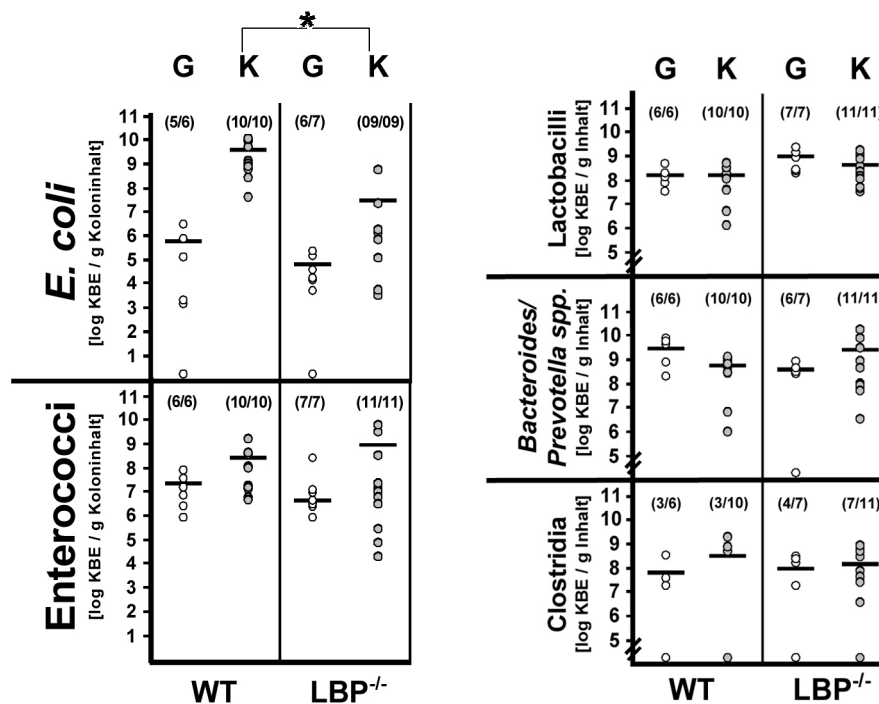 *
G K G K
E. coli
[log KBE / g Koloninhalt]
11
10
9
8
7
6
5
4
3
2
1
(5/6) (10/10) (6/7) (09/09)
Enterococci
[log KBE / g Koloninhalt]
11
10
9
8
7
6
5
4
3
2
1
(6/6) (10/10) (7/7) (11/11)
WT LBP-/-
G K G K
Lactobacilli
[log KBE / g Inhalt]
11
10
9
8
7
6
5
(6/6) (10/10) (7/7) (11/11)
Bacteroides/
Prevotella spp.
[log KBE / g Inhalt]
11
10
9
8
7
6
5
(6/6) (10/10) (6/7) (11/11
Clostridia
[log KBE / g Inhalt]
11
10
9
8
7
6
5
(3/6) (3/10) (4/7) (7/11)
WT LBP-/-